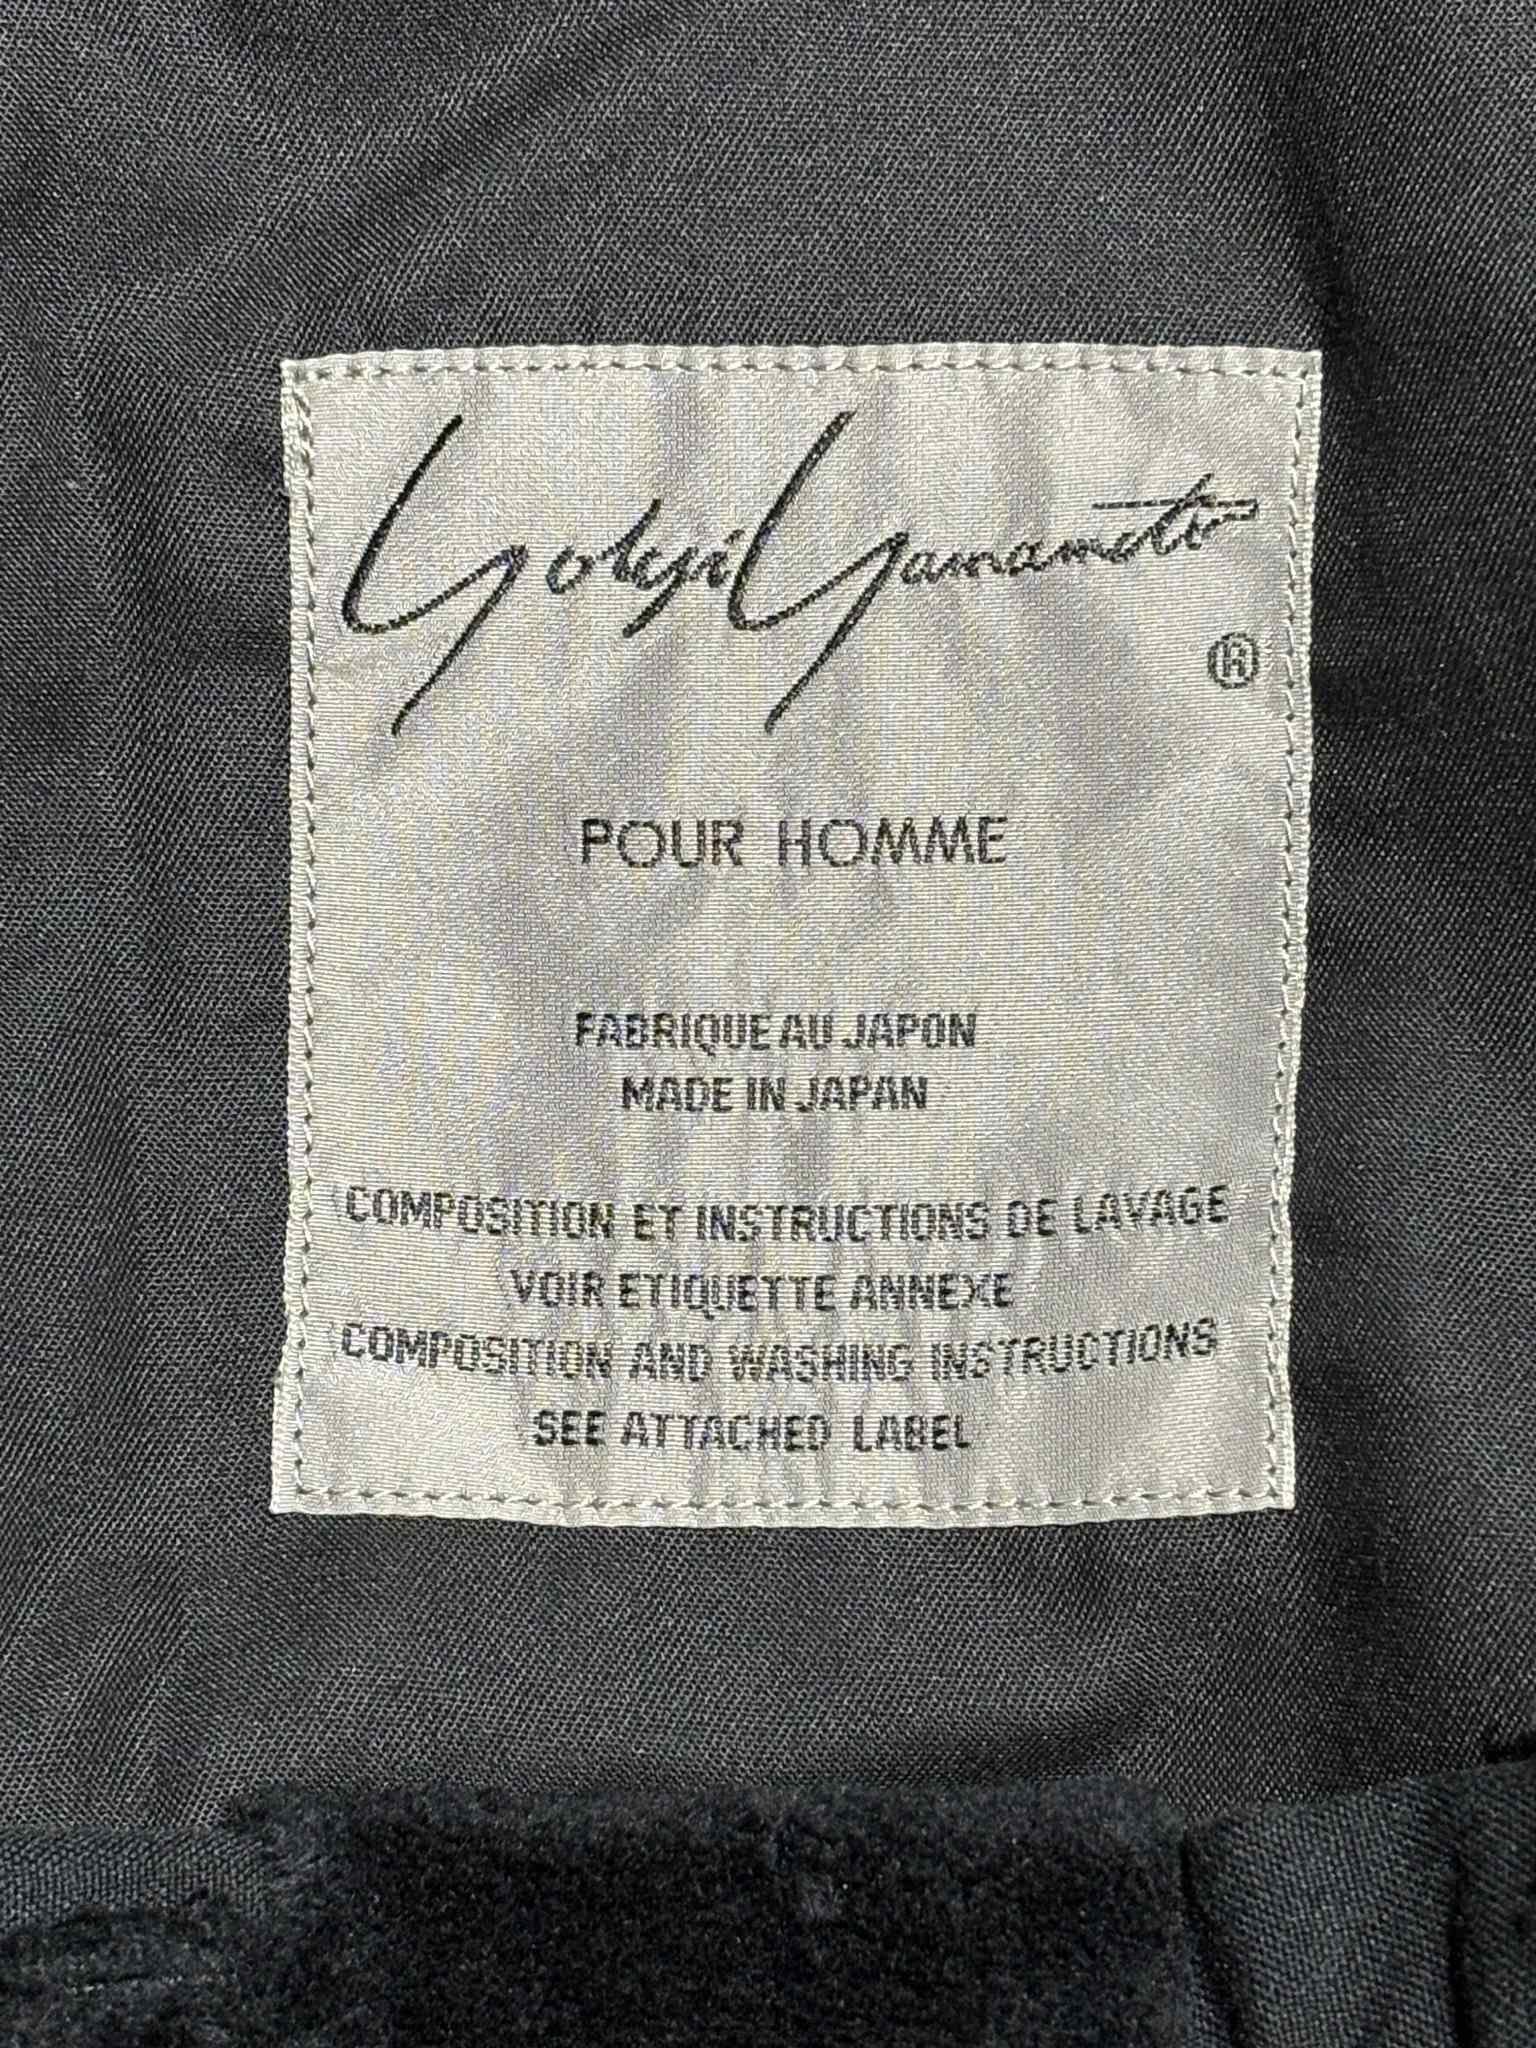 Yohji Yamamoto
®
POUR HOMME
FABRIQUE AU JAPON
MADE IN JAPAN
COMPOSITION ET INSTRUCTIONS DE LAVAGE
VOIR ETIQUETTE ANNEXE
COMPOSITION AND WASHING INSTRUCTIONS
SEE ATTACHED LABEL